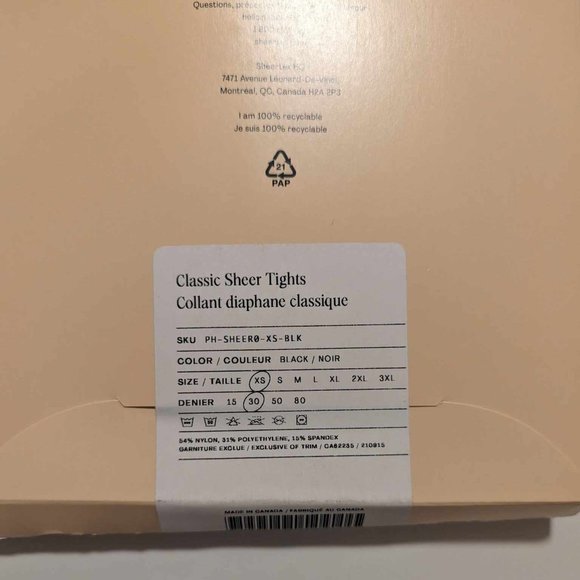 Questions,
SheerTex HQ
7471 Avenue Léonard-De-Vinci,
Montréal, QC, Canada H2A 2P3
I am 100% recyclable
Je suis 100% recyclable
21
PAP
Classic Sheer Tights
Collant diaphane classique
SKU PH-SHEER0-XS-BLK
COLOR / COULEUR BLACK / NOIR
SIZE / TAILLE XS S M L XL 2XL 3XL
DENIER 15 30 50 80
54% NYLON, 31% POLYETHYLENE, 15% SPANDEX
GARNITURE EXCLUE / EXCLUSIVE OF TRIM / CA62235 / 210915
MADE IN CANADA / FABRIQUÉ AU CANADA